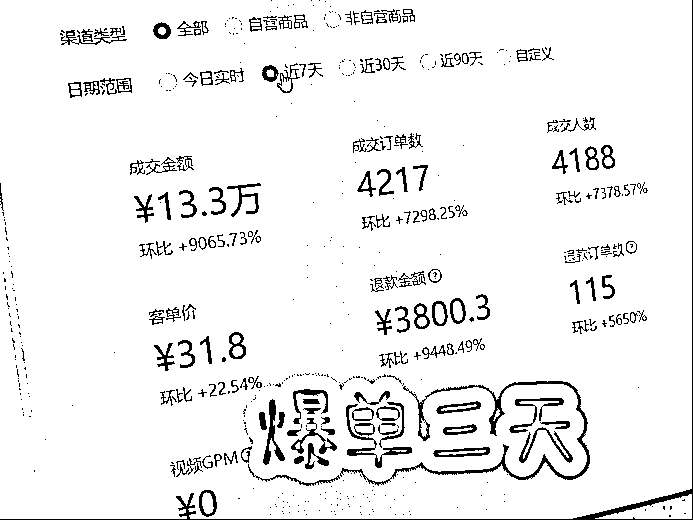 渠道类型 全部 自营商品 非自营商品
日期范围 今日实时 近7天 近30天 近90天 自定义
成交金额 成交订单数 成交人数
¥13.3万 4217 4188
环比 +9065.73% 环比 +7298.25% 环比 +7378.57%
客单价 退款金额? 退款订单数?
¥31.8 ¥3800.3 115
环比 +22.54% 环比 +9448.49% 环比 +5650%
爆单三天
视频GPM
¥0